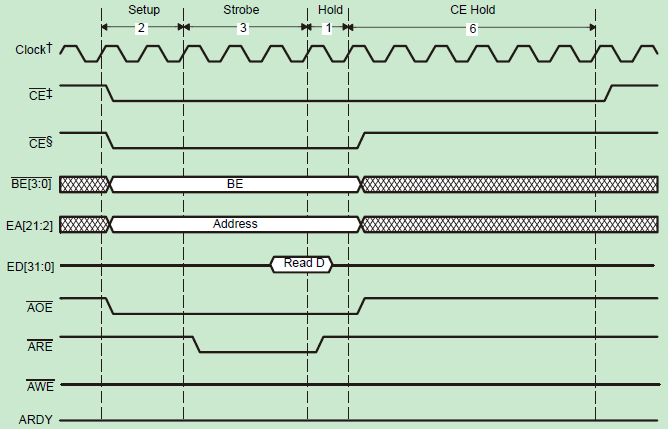 Setup Strobe Hold CE Hold
2 3 1 6
Clock†
CE‡
CE§
BE[3:0] BE
EA[21:2] Address
ED[31:0] Read D
AOE
ARE
AWE
ARDY